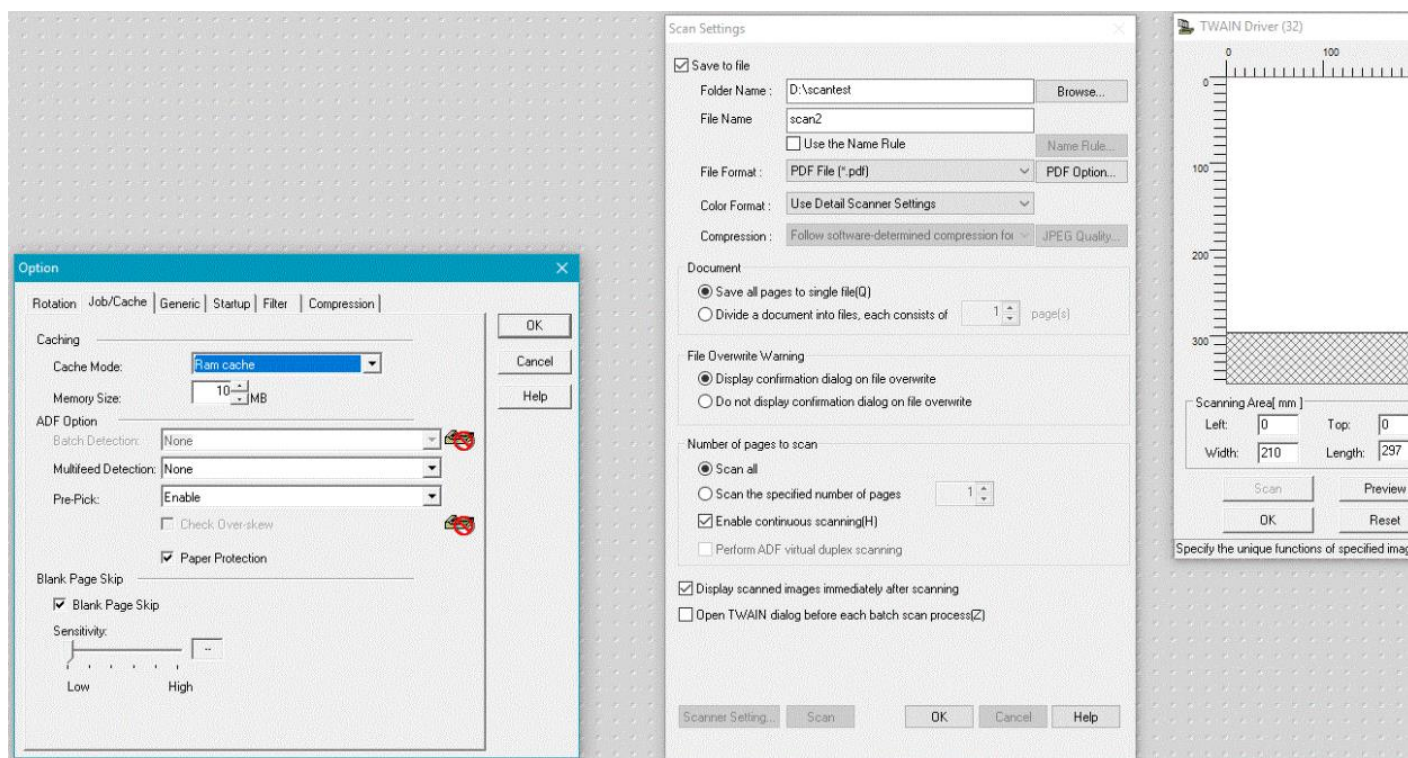 Scan Settings
Save to file
Folder Name :
D:\scantest
Browse...
File Name
scan2
Use the Name Rule
Name Rule...
File Format :
PDF File (*.pdf)
PDF Option...
Color Format :
Use Detail Scanner Settings
Compression :
Follow software-determined compression for
JPEG Quality...
Document
Save all pages to single file(Q)
Divide a document into files, each consists of
1
page(s)
File Overwrite Warning
Display confirmation dialog on file overwrite
Do not display confirmation dialog on file overwrite
Number of pages to scan
Scan all
Scan the specified number of pages
1
Enable continuous scanning(H)
Perform ADF virtual duplex scanning
Display scanned images immediately after scanning
Open TWAIN dialog before each batch scan process(Z)
Scanner Setting...
Scan
OK
Cancel
Help
Option
Rotation
Job/Cache
Generic
Startup
Filter
Compression
OK
Cancel
Help
Caching
Cache Mode:
Ram cache
Memory Size:
10
MB
ADF Option
Batch Detection:
None
Multifeed Detection:
None
Pre-Pick:
Enable
Check Over-skew
Paper Protection
Blank Page Skip
Blank Page Skip
Sensitivity:
--
Low
High
TWAIN Driver (32)
0
100
0
100
200
300
Scanning Area[ mm ]
Left:
0
Top:
0
Width:
210
Length:
297
Scan
Preview
OK
Reset
Specify the unique functions of specified imag